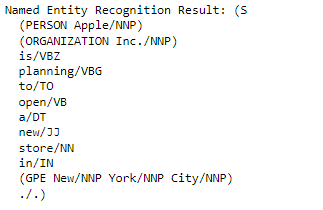 Named Entity Recognition Result: (S
  (PERSON Apple/NNP)
  (ORGANIZATION Inc./NNP)
  is/VBZ
  planning/VBG
  to/TO
  open/VB
  a/DT
  new/JJ
  store/NN
  in/IN
  (GPE New/NNP York/NNP City/NNP)
  ./.)